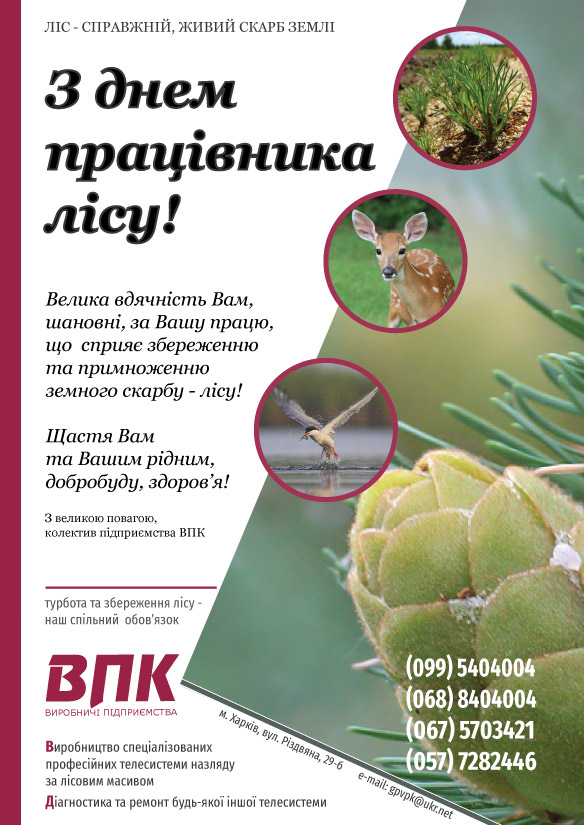 ЛІС - СПРАВЖНІЙ, ЖИВИЙ СКАРБ ЗЕМЛІ
З днем
працівника
лісу!
Велика вдячність Вам,
шановні, за Вашу працю,
що сприяє збереженню
та примноженню
земного скарбу - лісу!
Щастя Вам
та Вашим рідним,
добробуду, здоров’я!
З великою повагою,
колектив підприємства ВПК
турбота та збереження лісу -
наш спільний обов’язок
ВПК
ВИРОБНИЧІ ПІДПРИЄМСТВА
Виробництво спеціалізованих
професійних телесистеми назляду
за лісовим масивом
Діагностика та ремонт будь-якої іншої телесистеми
(099) 5404004
(068) 8404004
(067) 5703421
(057) 7282446
м. Харків, вул. Різдвяна, 29-б
e-mail: gpvpk@ukr.net